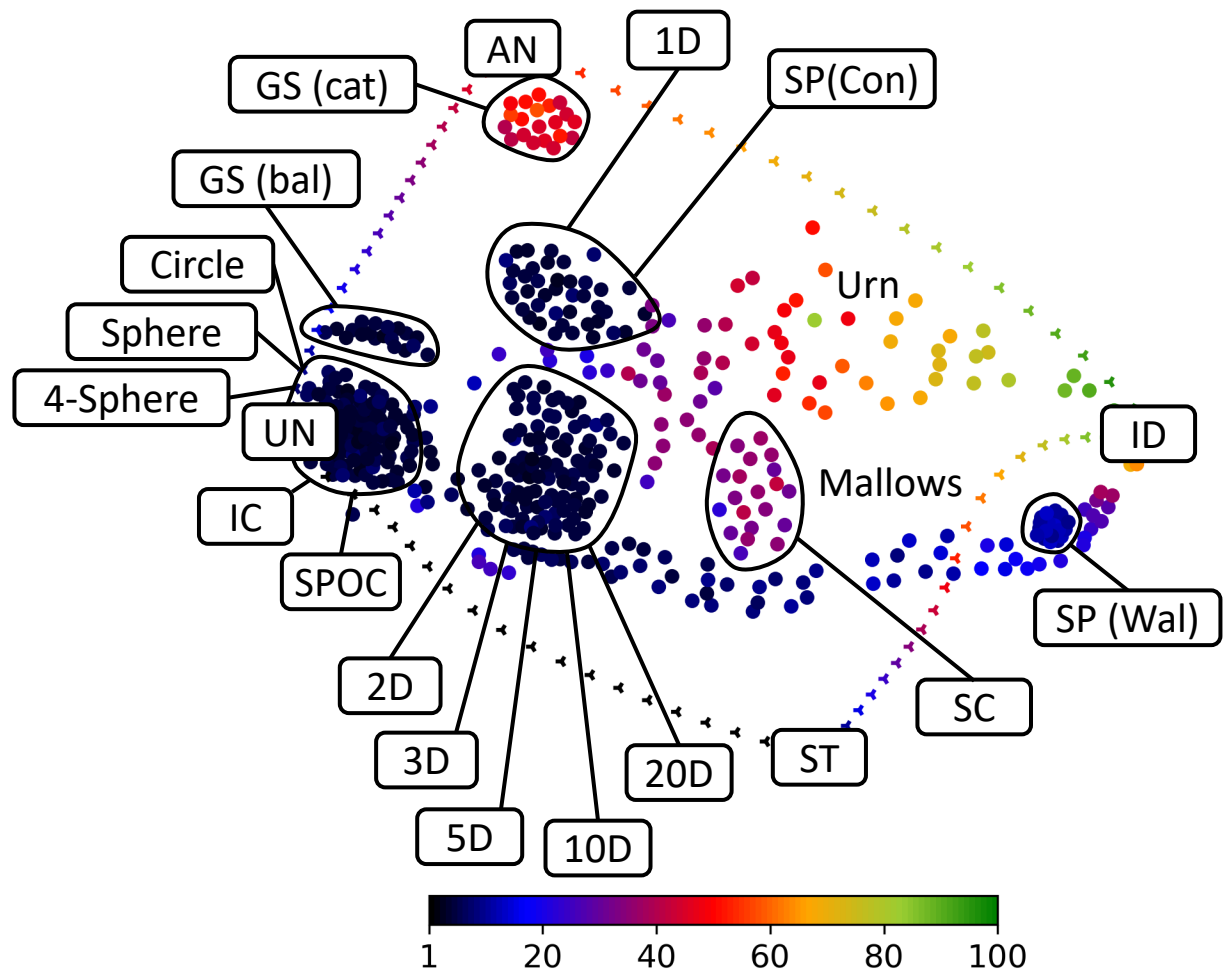 AN
1D
SP(Con)
GS (cat)
GS (bal)
Circle
Urn
Sphere
4-Sphere
UN
ID
Mallows
IC
SPOC
SP (Wal)
2D
SC
3D
20D
ST
5D
10D
1 20 40 60 80 100